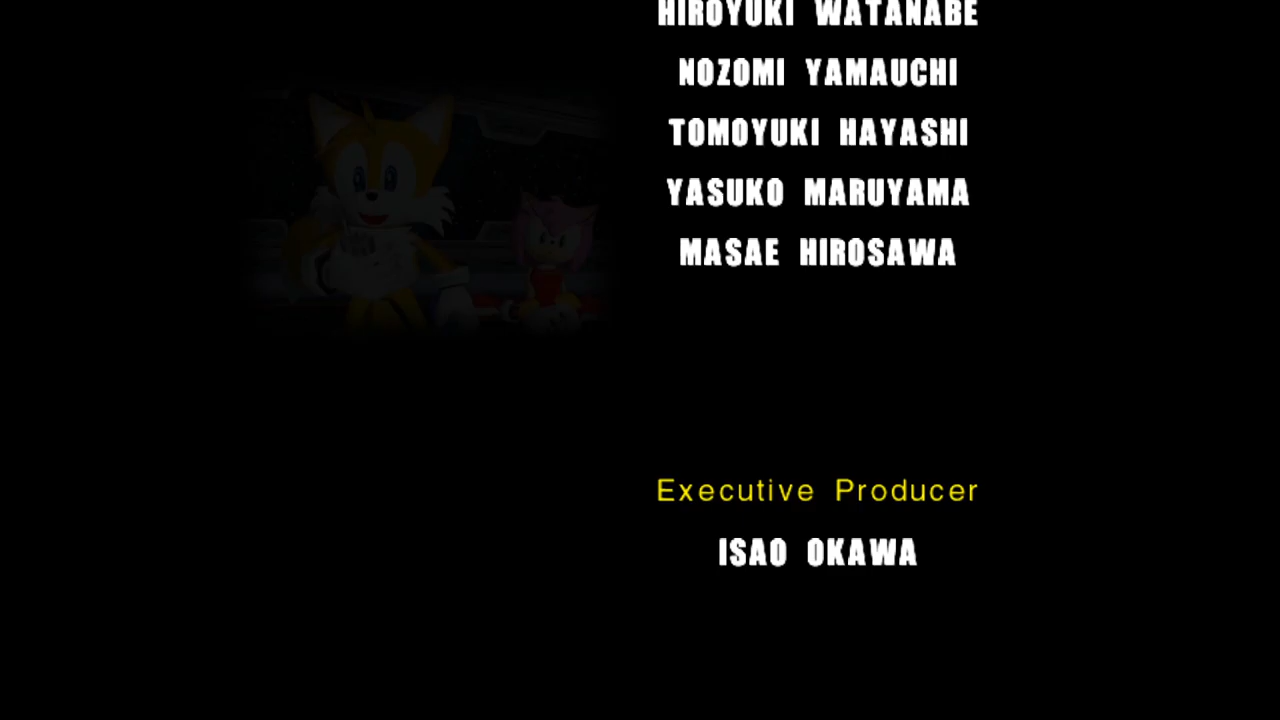 HIROYUKI WATANABE
NOZOMI YAMAUCHI
TOMOYUKI HAYASHI
YASUKO MARUYAMA
MASAE HIROSAWA
Executive Producer
ISAO OKAWA